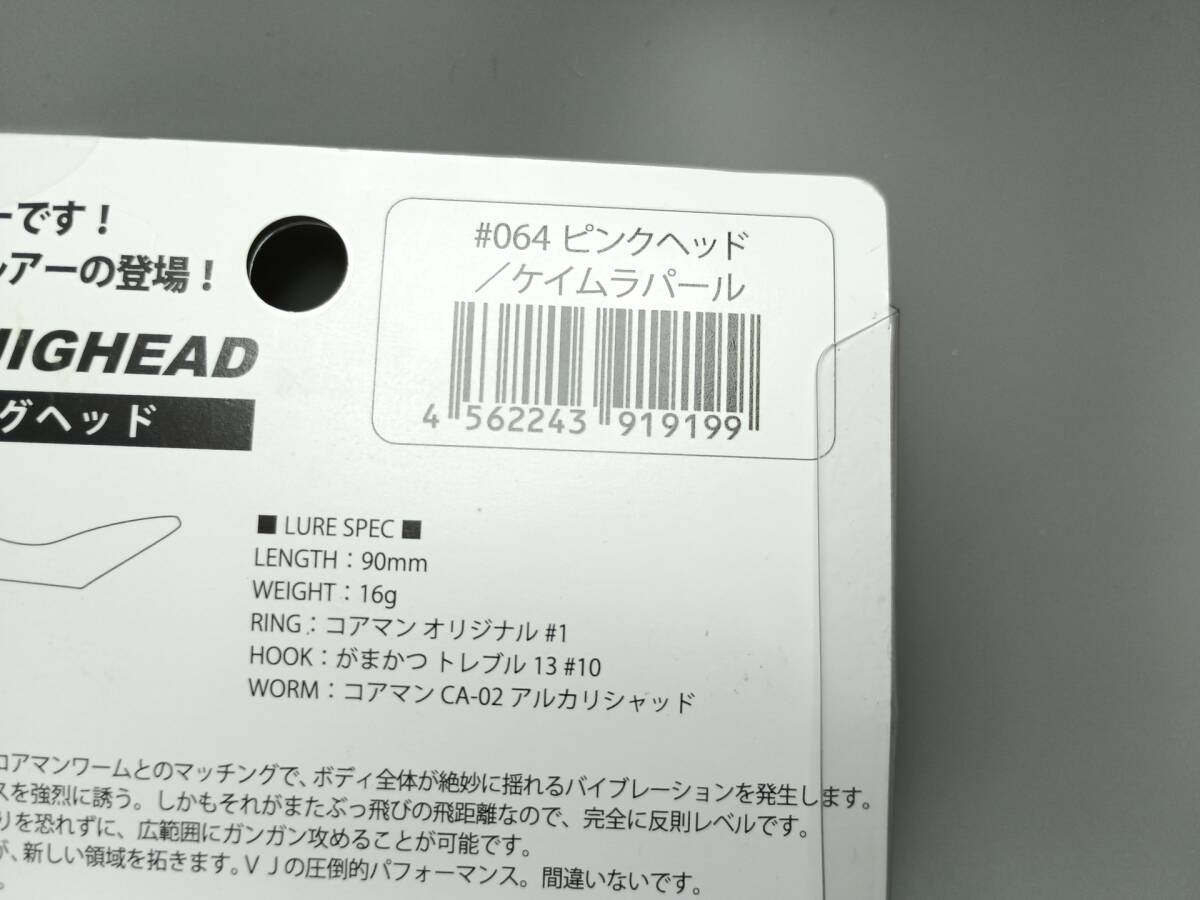 ーです！
ルアーの登場！
#064 ピンクヘッド
／ケイムラパール
4 562243 919199
JIGHEAD
グヘッド
■ LURE SPEC ■
LENGTH：90mm
WEIGHT：16g
RING：コアマン オリジナル #1
HOOK：がまかつ トレブル 13 #10
WORM：コアマン CA-02 アルカリシャッド
コアマンワームとのマッチングで、ボディ全体が絶妙に揺れるバイブレーションを発生します。
スを強烈に誘う。しかもそれがまたぶっ飛びの飛距離なので、完全に反則レベルです。
りを恐れずに、広範囲にガンガン攻めることが可能です。
が、新しい領域を拓きます。ＶＪの圧倒的パフォーマンス。間違いないです。
。